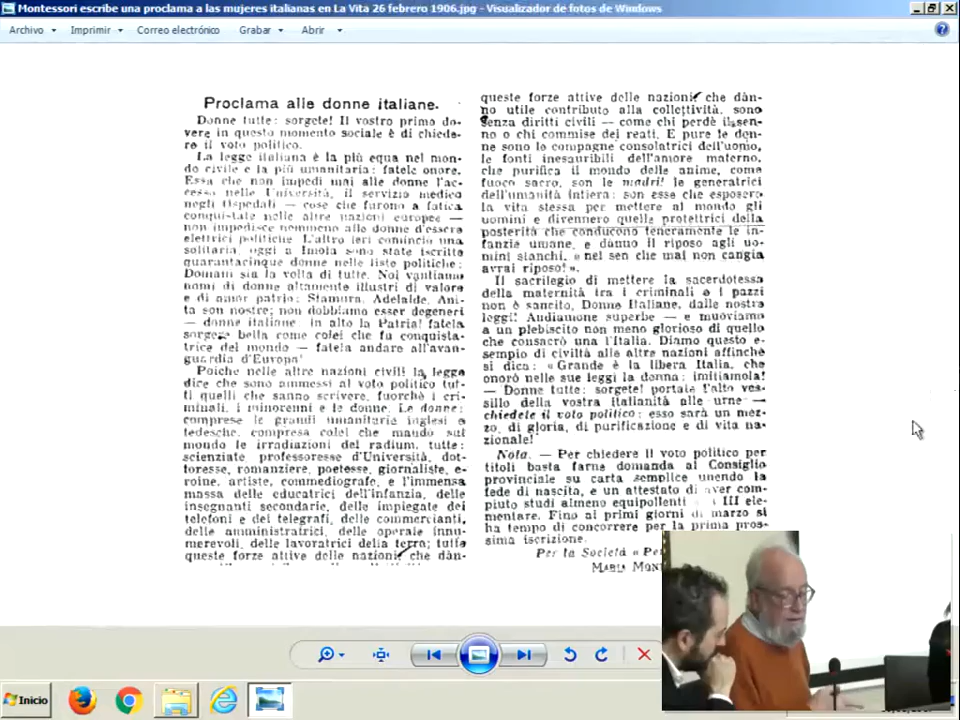 Montessori escribe una proclama a las mujeres italianas en La Vita 26 febrero 1906.jpg - Visualizador de fotos de Windows
Archivo Imprimir Correo electrónico Grabar Abrir
Proclama alle donne italiane.
Donne tutte: sorgete! Il vostro primo do-
vere in questo momento sociale è di chiede-
re il voto politico.
La legge italiana è la più equa nel mon-
do civile e la più umanitaria: fatele onore.
Essa che non impedì mai alle donne l'ac-
cesso nelle Università, il servizio medico
negli Ospedali — cose che furono a fatica
conquistate nelle altre nazioni europee —
non impedisce nemmeno alle donne d'essere
elettrici politiche L'altro ieri cominciò una
solitaria, oggi a Imola sono state iscritte
quarantacinque donne nelle liste politiche:
Domani sia la volta di tutte. Noi vantiamo
nomi di donne altamente illustri di valore
e di amor patrio: Stamura, Adelaide, Ani-
ta son nostre; non dobbiamo esser degeneri
— donne italiane: in alto la Patria! fatela
sorgere bella come colei che fu conquista-
trice del mondo — fatela andare all'avan-
guardia d'Europa!
Poichè nelle altre nazioni civili la legge
dice che sono ammessi al voto politico tut-
ti quelli che sanno scrivere, fuorchè i cri-
minali, i minorenni e le donne. Le donne:
comprese le grandi umanitarie inglesi e
tedesche, compresa colei che mandò sul
mondo le irradiazioni del radium, tutte:
scienziate professoresse d'Università, dot-
toresse, romanziere, poetesse, giornaliste, e-
roine, artiste, commediografe, e l'immensa
massa delle educatrici dell'infanzia, delle
insegnanti secondarie, delle impiegate dei
telefoni e dei telegrafi, delle commercianti,
delle amministratrici, delle operaie innu-
merevoli, delle lavoratrici della terra; tutte
queste forze attive delle nazioni che dàn-
queste forze attive delle nazioni che dàn-
no utile contributo alla collettività, sono
senza diritti civili — come chi perdè il sen-
no o chi commise dei reati. E pure le don-
ne sono le compagne consolatrici dell'uomo,
le fonti inesauribili dell'amore materno,
che purifica il mondo delle anime, come
fuoco sacro, son le madri! le generatrici
dell'umanità intiera: son esse che esposero
la vita stessa per mettere al mondo gli
uomini e divennero quelle protettrici della
posterità che conducono teneramente le in-
fanzie umane, e dànno il riposo agli uo-
mini stanchi, « nel sen che mai non cangia
avrai riposo! ».
Il sacrilegio di mettere la sacerdotessa
della maternità tra i criminali e i pazzi
non è sancito, Donne Italiane, dalle nostre
leggi! Andiamone superbe — e muoviamo
a un plebiscito non meno glorioso di quello
che consacrò una l'Italia. Diamo questo e-
sempio di civiltà alle altre nazioni affinchè
si dica: « Grande è la libera Italia, che
onorò nelle sue leggi la donna: imitiamola!
— Donne tutte: sorgete! portate l'alto ves-
sillo della vostra italianità alle urne —
chiedete il voto politico: esso sarà un mez-
zo, di gloria, di purificazione e di vita na-
zionale!
Nota. — Per chiedere il voto politico per
titoli basta farne domanda al Consiglio
provinciale su carta semplice unendo la
fede di nascita, e un attestato di aver com-
piuto studi almeno equipollenti III ele-
mentare. Fino ai primi giorni di marzo si
ha tempo di concorrere per la prima pros-
sima iscrizione.
Per la Società «
Inicio